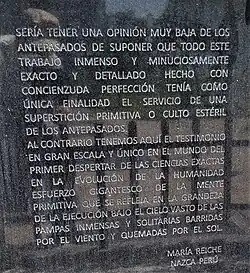 SERÍA TENER UNA OPINIÓN MUY BAJA DE LOS
ANTEPASADOS DE SUPONER QUE TODO ESTE
TRABAJO INMENSO Y MINUCIOSAMENTE
EXACTO Y DETALLADO HECHO CON
CONCIENZUDA PERFECCIÓN TENÍA COMO
ÚNICA FINALIDAD EL SERVICIO DE UNA
SUPERSTICIÓN PRIMITIVA O CULTO ESTÉRIL
DE LOS ANTEPASADOS.
AL CONTRARIO TENEMOS AQUÍ EL TESTIMONIO
EN GRAN ESCALA Y ÚNICO EN EL MUNDO DEL
PRIMER DESPERTAR DE LAS CIENCIAS EXACTAS
EN LA EVOLUCIÓN DE LA HUMANIDAD
ESFUERZO GIGANTESCO DE LA MENTE
PRIMITIVA QUE SE REFLEJA EN LA GRANDEZA
DE LA EJECUCIÓN BAJO EL CIELO VASTO DE LAS
PAMPAS INMENSAS Y SOLITARIAS BARRIDAS
POR EL VIENTO Y QUEMADAS POR EL SOL.
MARÍA REICHE
NAZCA PERÚ